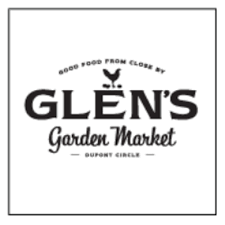 GOOD FOOD FROM CLOSE BY
GLEN'S
Garden Market
DUPONT CIRCLE